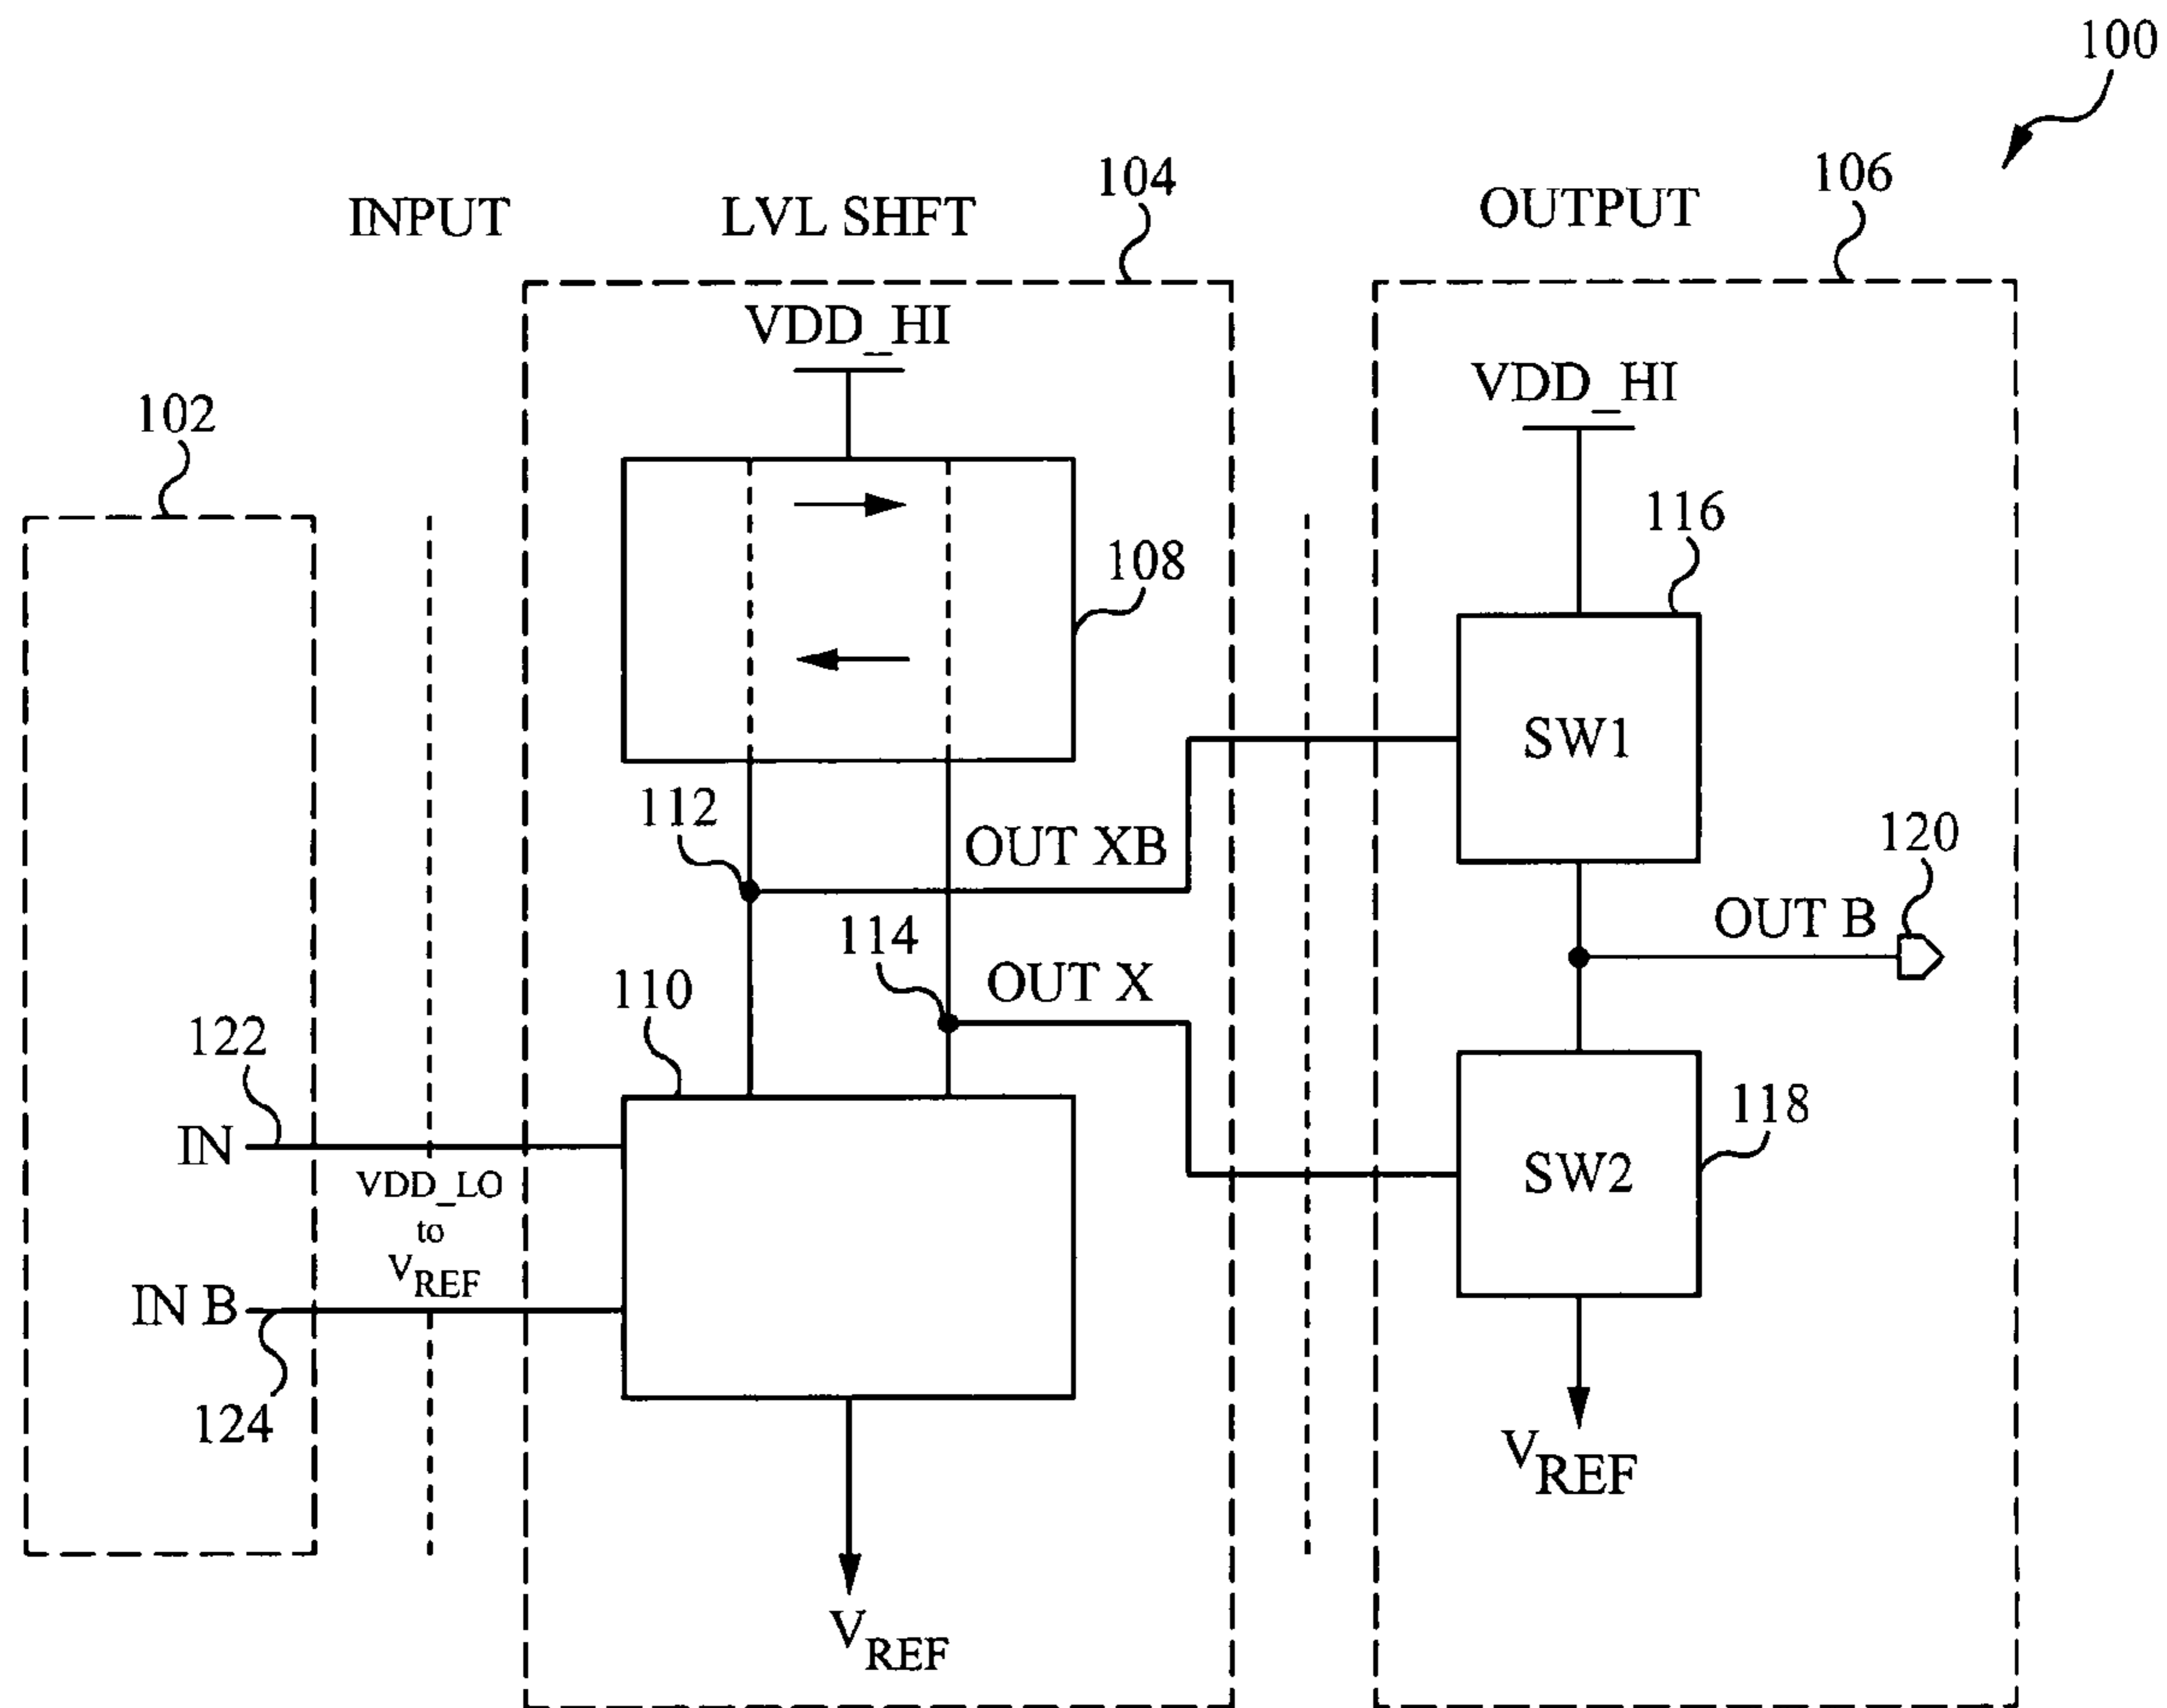 100
104
106
INPUT
LVL SHFT
OUTPUT
VDD_HI
VDD_HI
102
116
108
SW1
112
OUT XB
120
114
OUT B
110
OUT X
122
118
IN
VDD_LO
to
VREF
SW2
IN B
124
VREF
VREF